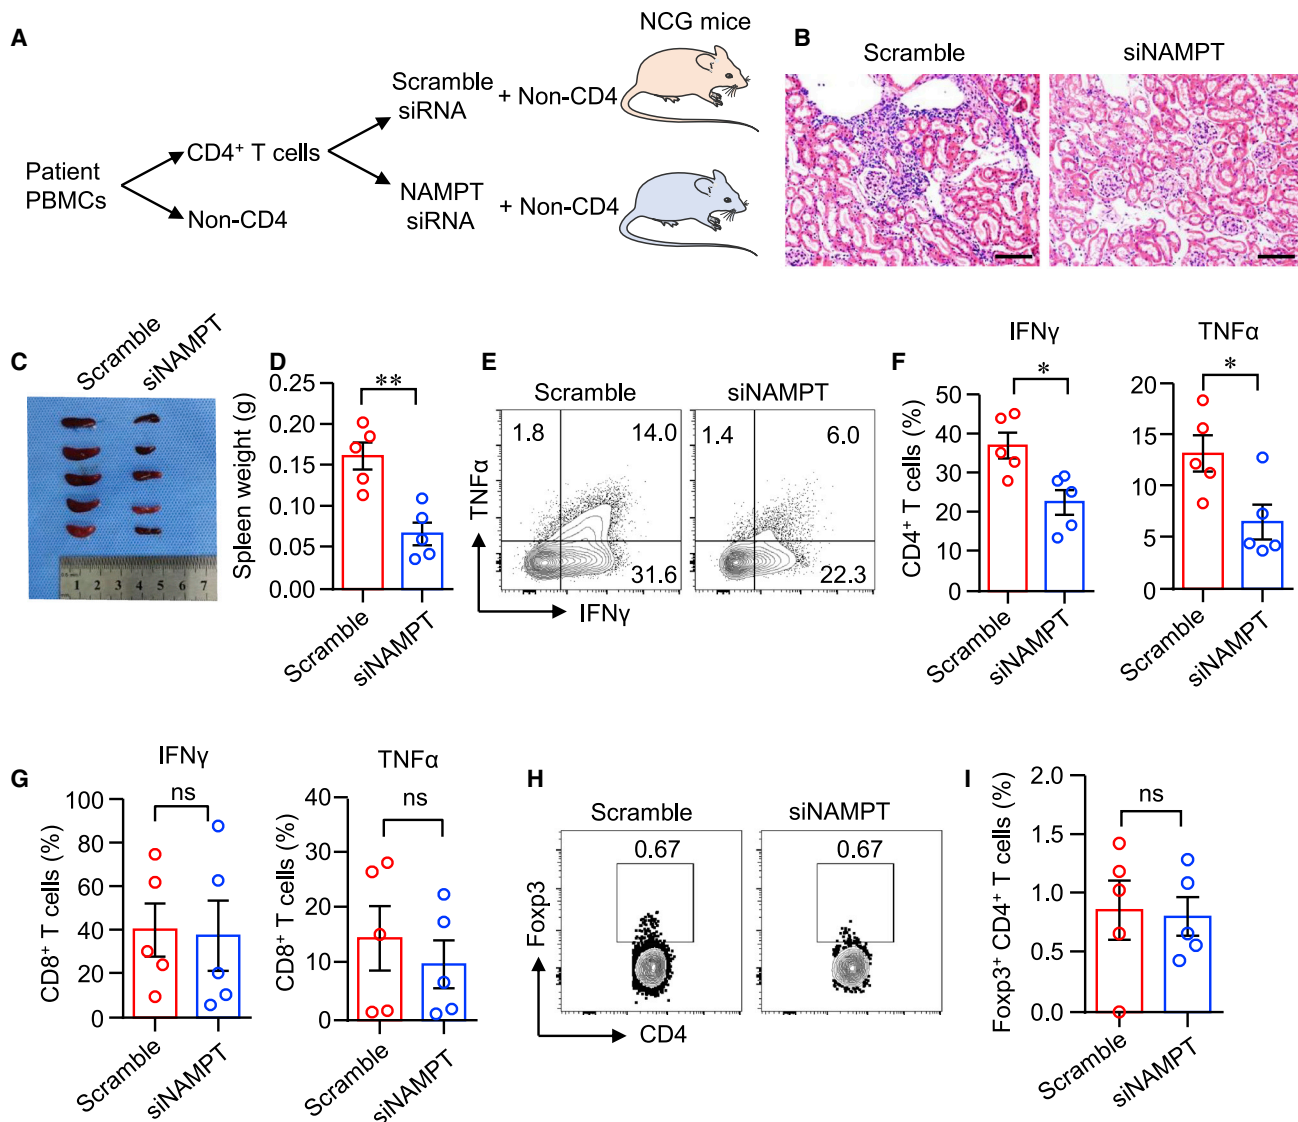 A
NCG mice
Patient
PBMCs
CD4⁺ T cells
Non-CD4
Scramble
siRNA
+ Non-CD4
NAMPT
siRNA
+ Non-CD4
B
Scramble
siNAMPT
C
Scramble
siNAMPT
1 2 3 4 5 6 7
D
Spleen weight (g)
0.25
0.20
0.15
0.10
0.05
0.00
**
Scramble
siNAMPT
E
Scramble
siNAMPT
1.8
14.0
31.6
1.4
6.0
22.3
TNFα
IFNγ
F
IFNγ
CD4⁺ T cells (%)
50
40
30
20
10
0
*
Scramble
siNAMPT
TNFα
20
15
10
5
0
*
Scramble
siNAMPT
G
IFNγ
CD8⁺ T cells (%)
100
80
60
40
20
0
ns
Scramble
siNAMPT
TNFα
CD8⁺ T cells (%)
40
30
20
10
0
ns
Scramble
siNAMPT
H
Scramble
siNAMPT
0.67
0.67
Foxp3
CD4
I
Foxp3⁺ CD4⁺ T cells (%)
2.0
1.5
1.0
0.5
0.0
ns
Scramble
siNAMPT